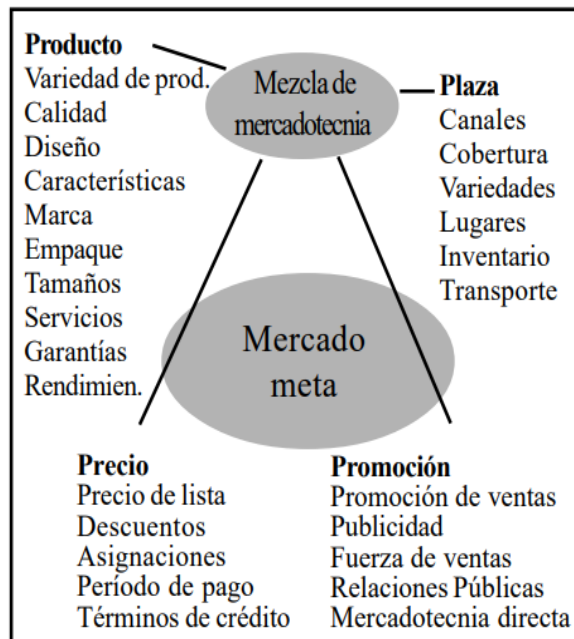 Producto
Variedad de prod.
Calidad
Diseño
Características
Marca
Empaque
Tamaños
Servicios
Garantías
Rendimien.
Mezcla de
mercadotecnia
Plaza
Canales
Cobertura
Variedades
Lugares
Inventario
Transporte
Mercado
meta
Precio
Precio de lista
Descuentos
Asignaciones
Período de pago
Términos de crédito
Promoción
Promoción de ventas
Publicidad
Fuerza de ventas
Relaciones Públicas
Mercadotecnia directa